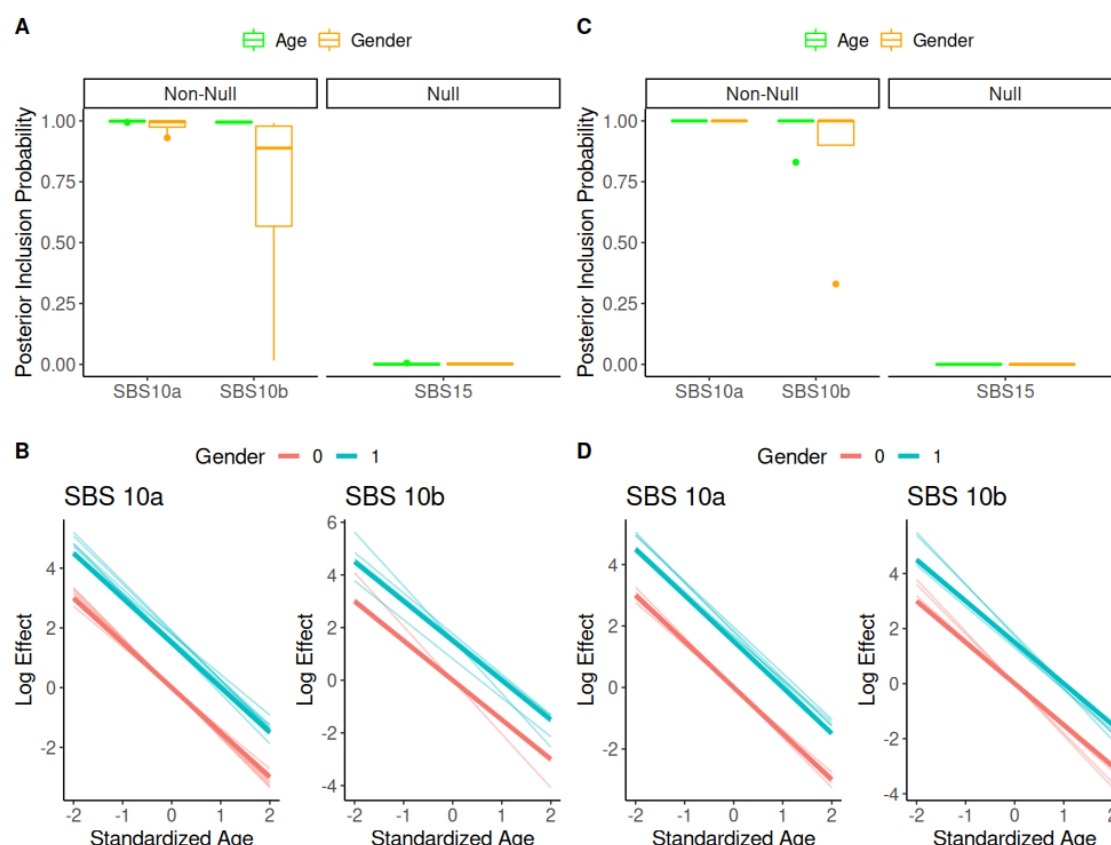 A
Age Gender
Non-Null Null
Posterior Inclusion Probability
1.00
0.75
0.50
0.25
0.00
SBS10a SBS10b SBS15
C
Age Gender
Non-Null Null
Posterior Inclusion Probability
1.00
0.75
0.50
0.25
0.00
SBS10a SBS10b SBS15
B
Gender 0 1
SBS 10a
Log Effect
4
2
0
-2
-2 -1 0 1 2
Standardized Age
SBS 10b
Log Effect
6
4
2
0
-2
-4
-2 -1 0 1 2
Standardized Age
D
Gender 0 1
SBS 10a
Log Effect
4
2
0
-2
-2 -1 0 1 2
Standardized Age
SBS 10b
Log Effect
4
2
0
-2
-4
-2 -1 0 1 2
Standardized Age